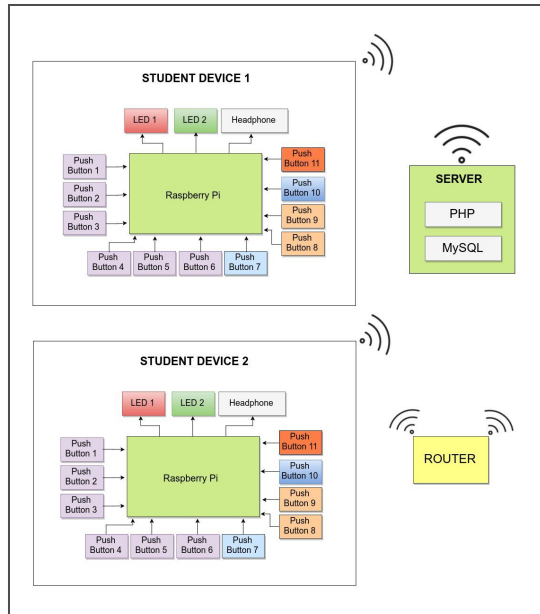 STUDENT DEVICE 1
LED 1
LED 2
Headphone
Push
Button 1
Push
Button 2
Push
Button 3
Raspberry Pi
Push
Button 11
Push
Button 10
Push
Button 9
Push
Button 8
Push
Button 4
Push
Button 5
Push
Button 6
Push
Button 7
SERVER
PHP
MySQL
STUDENT DEVICE 2
LED 1
LED 2
Headphone
Push
Button 1
Push
Button 2
Push
Button 3
Raspberry Pi
Push
Button 11
Push
Button 10
Push
Button 9
Push
Button 8
Push
Button 4
Push
Button 5
Push
Button 6
Push
Button 7
ROUTER